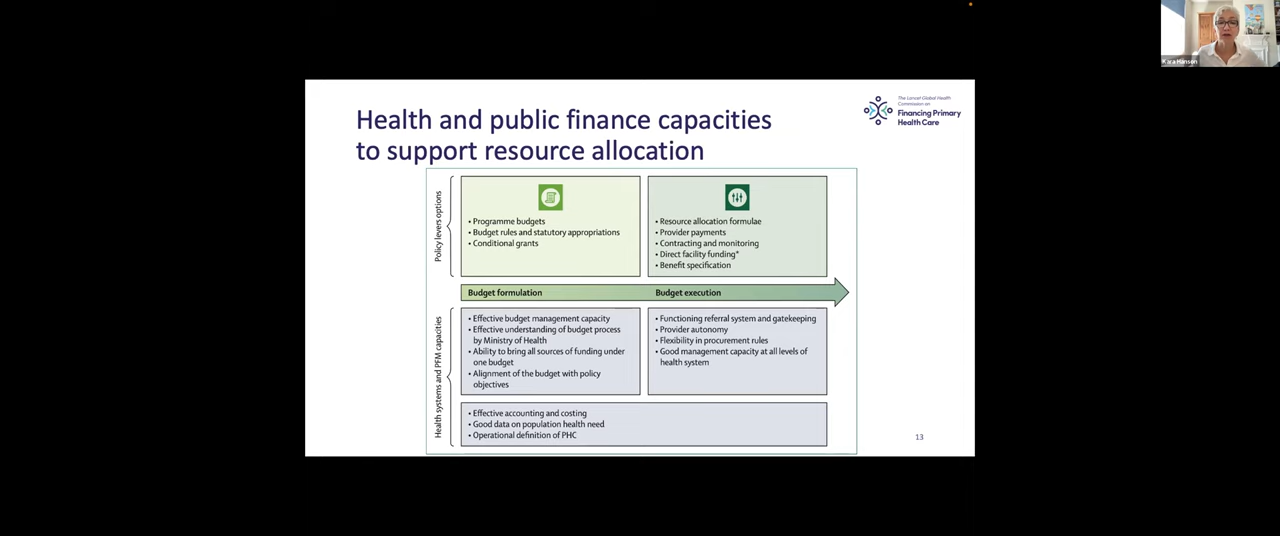 Kara Hanson
The Lancet Global Health
Commission on
Financing Primary
Health Care
Health and public finance capacities
to support resource allocation
Policy levers options
• Programme budgets
• Budget rules and statutory appropriations
• Conditional grants
• Resource allocation formulae
• Provider payments
• Contracting and monitoring
• Direct facility funding*
• Benefit specification
Budget formulation
Budget execution
Health systems and PFM capacities
• Effective budget management capacity
• Effective understanding of budget process
by Ministry of Health
• Ability to bring all sources of funding under
one budget
• Alignment of the budget with policy
objectives
• Functioning referral system and gatekeeping
• Provider autonomy
• Flexibility in procurement rules
• Good management capacity at all levels of
health system
• Effective accounting and costing
• Good data on population health need
• Operational definition of PHC
13